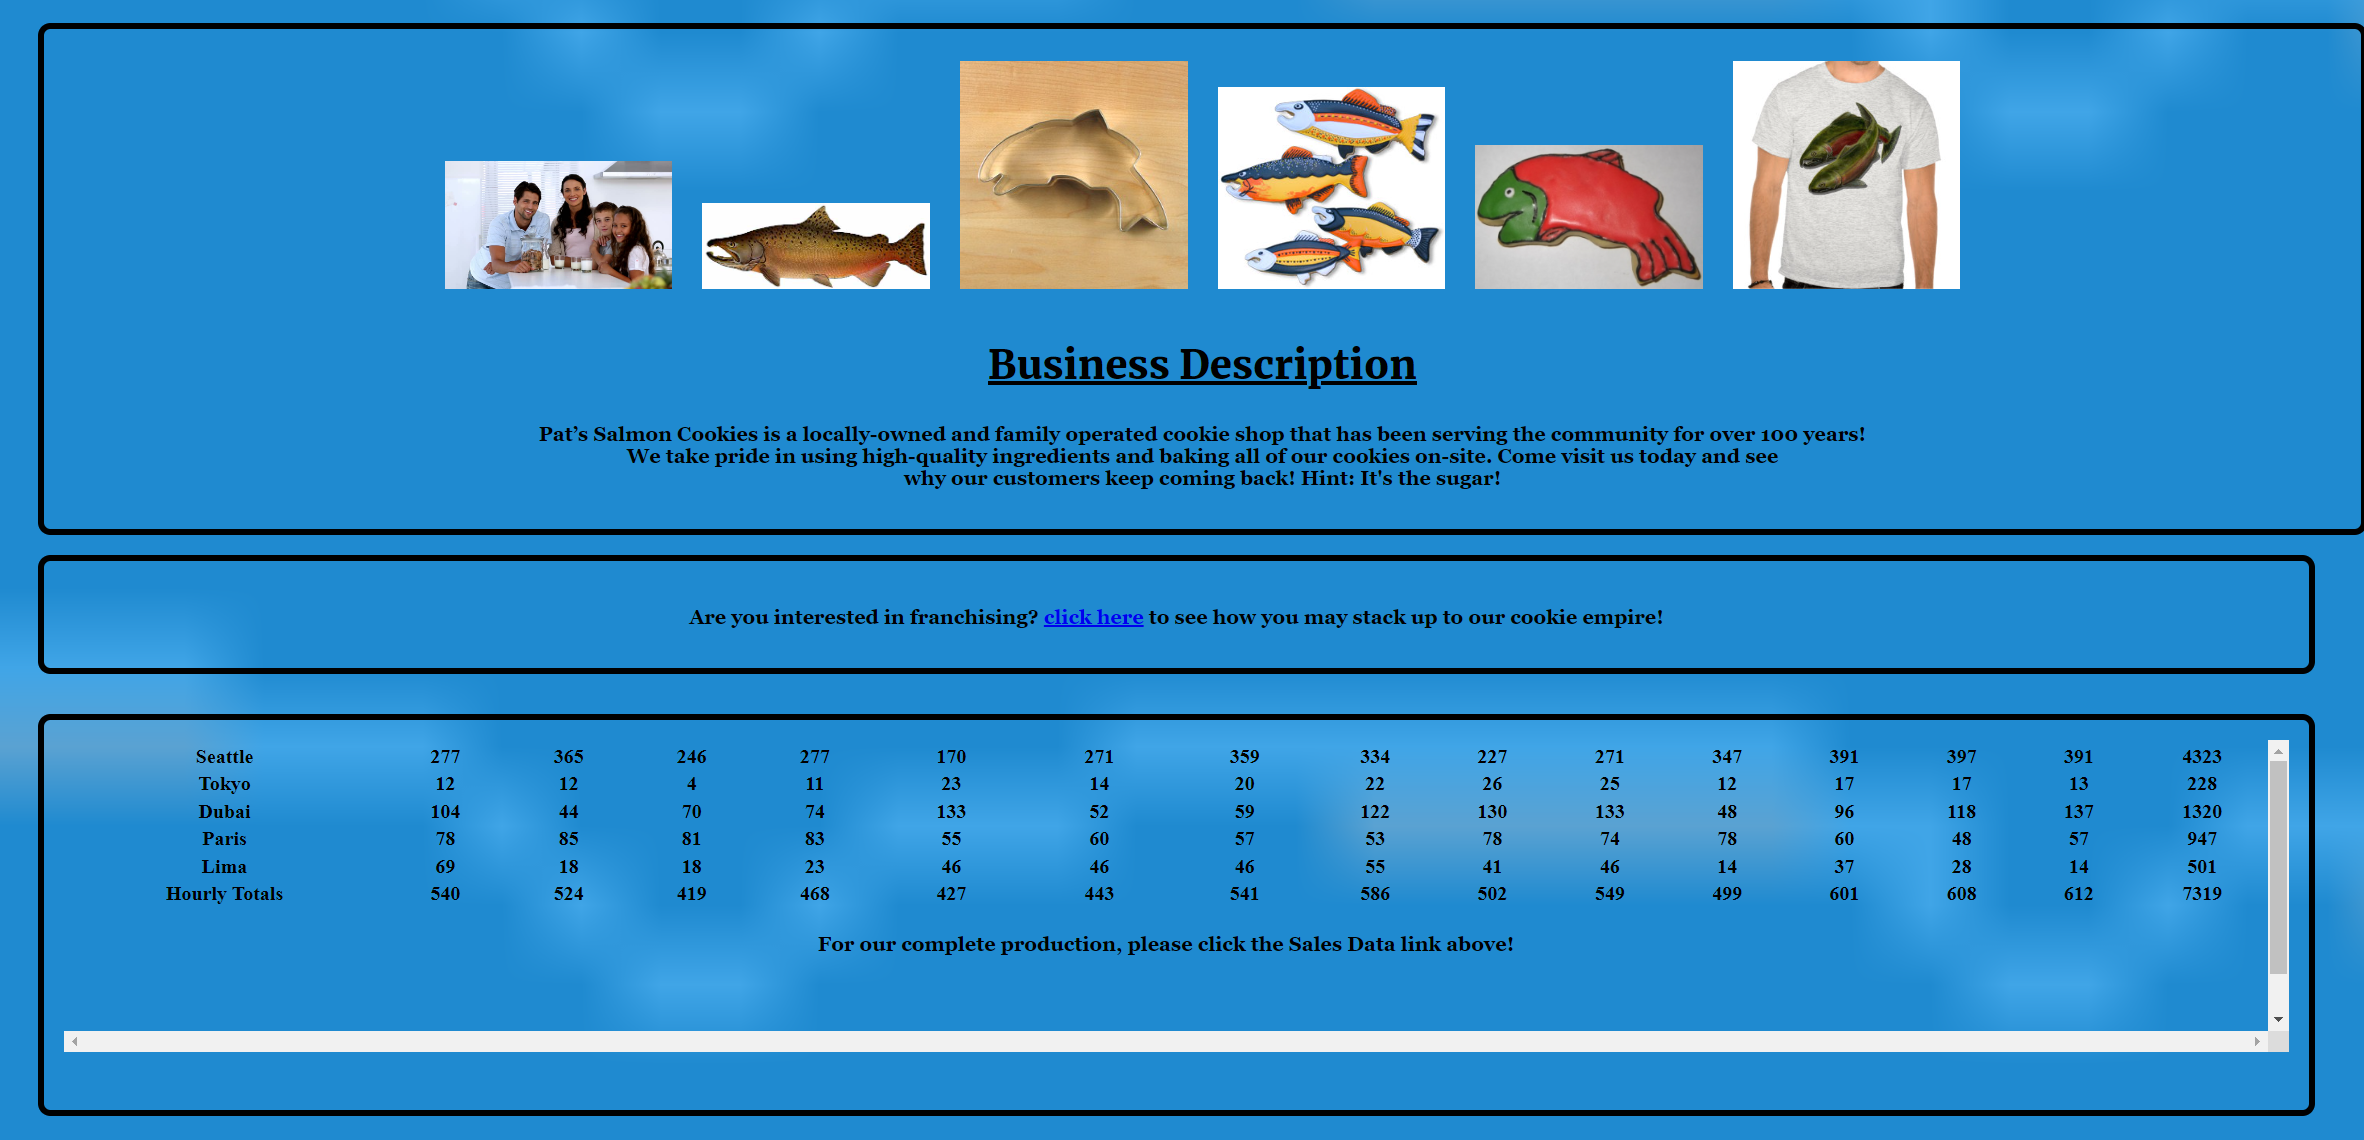 Business Description
Pat’s Salmon Cookies is a locally-owned and family operated cookie shop that has been serving the community for over 100 years!
We take pride in using high-quality ingredients and baking all of our cookies on-site. Come visit us today and see
why our customers keep coming back! Hint: It's the sugar!
Are you interested in franchising? click here to see how you may stack up to our cookie empire!
Seattle 277 365 246 277 170 271 359 334 227 271 347 391 397 391 4323
Tokyo 12 12 4 11 23 14 20 22 26 25 12 17 17 13 228
Dubai 104 44 70 74 133 52 59 122 130 133 48 96 118 137 1320
Paris 78 85 81 83 55 60 57 53 78 74 78 60 48 57 947
Lima 69 18 18 23 46 46 46 55 41 46 14 37 28 14 501
Hourly Totals 540 524 419 468 427 443 541 586 502 549 499 601 608 612 7319
For our complete production, please click the Sales Data link above!